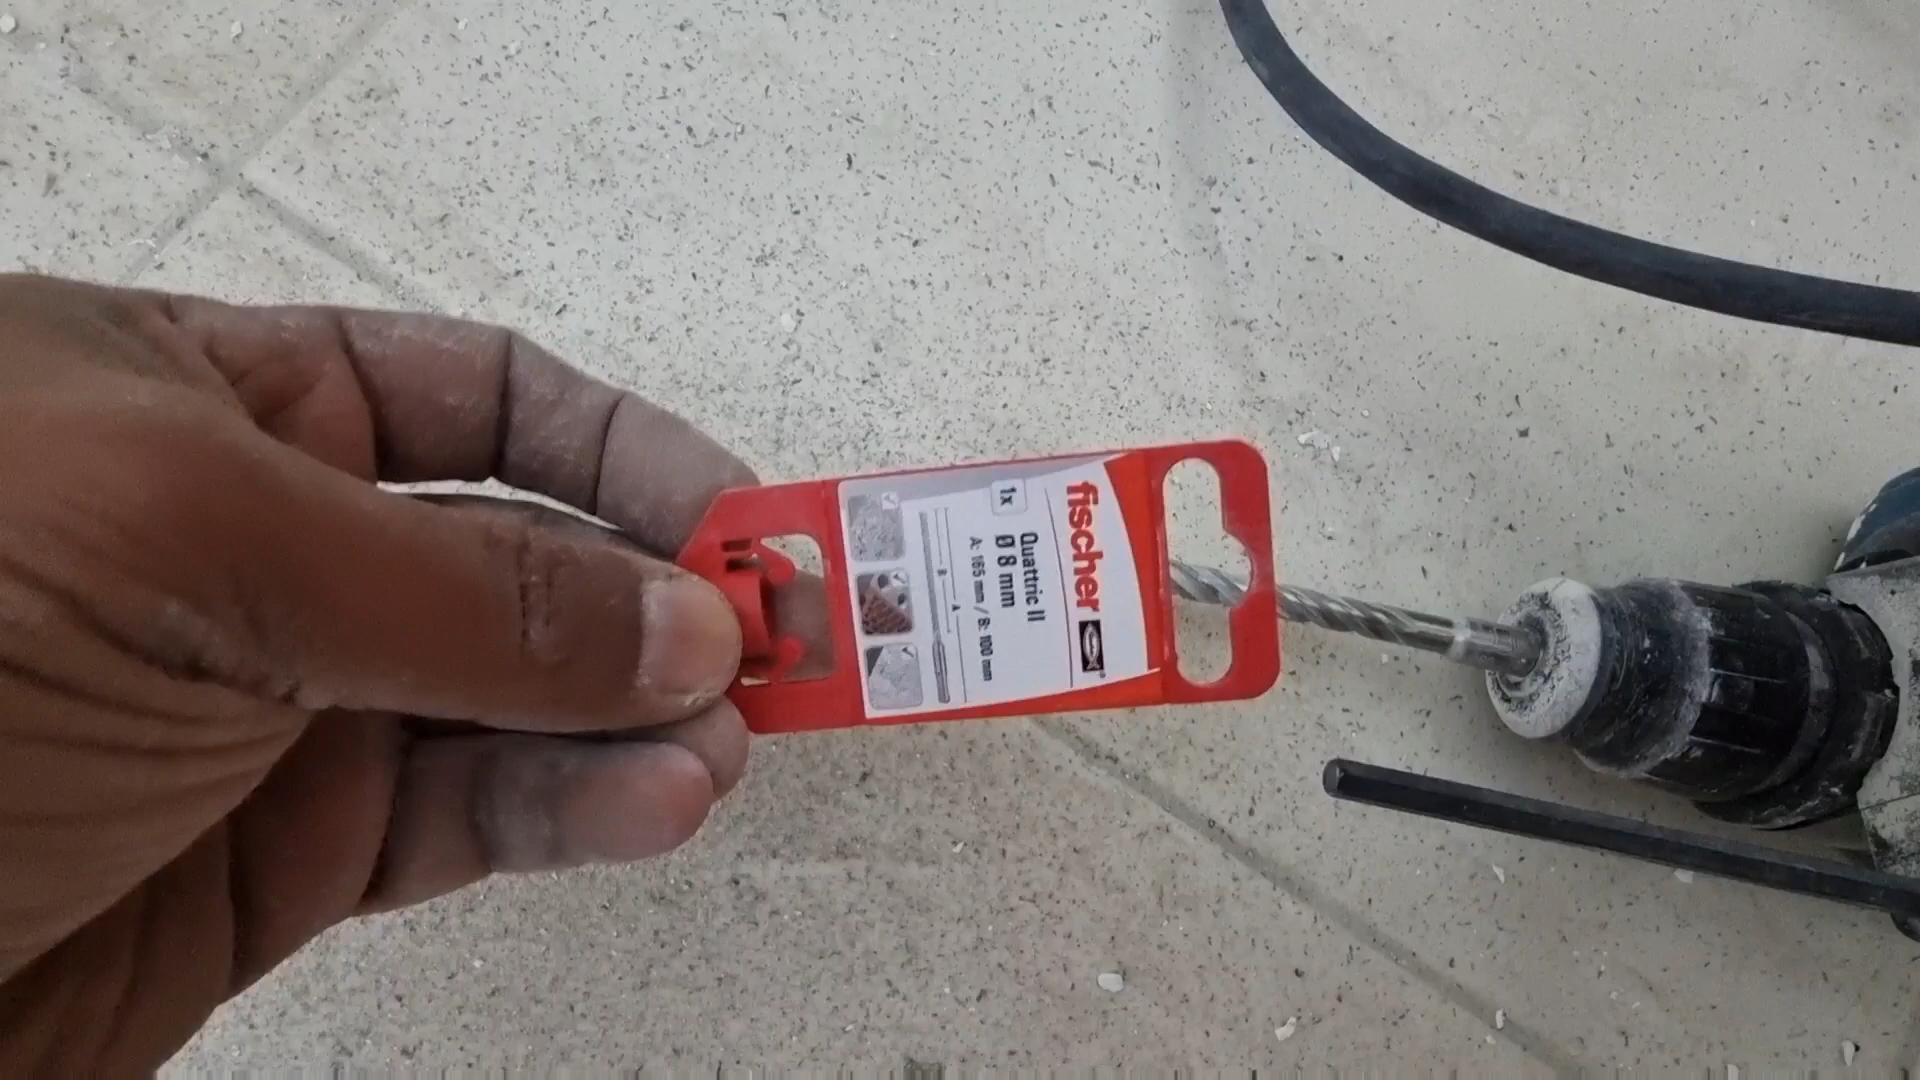 fischer
1x
Quattric II
Ø 8 mm
A: 165 mm / B: 100 mm
B
A